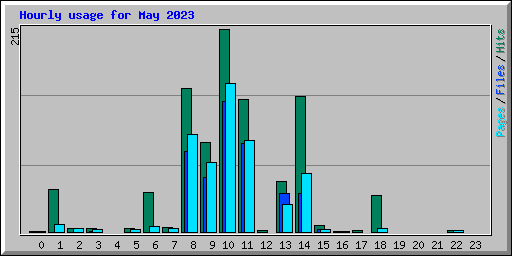 Hourly usage for May 2023
215
Pages/Files/Hits
0 1 2 3 4 5 6 7 8 9 10 11 12 13 14 15 16 17 18 19 20 21 22 23